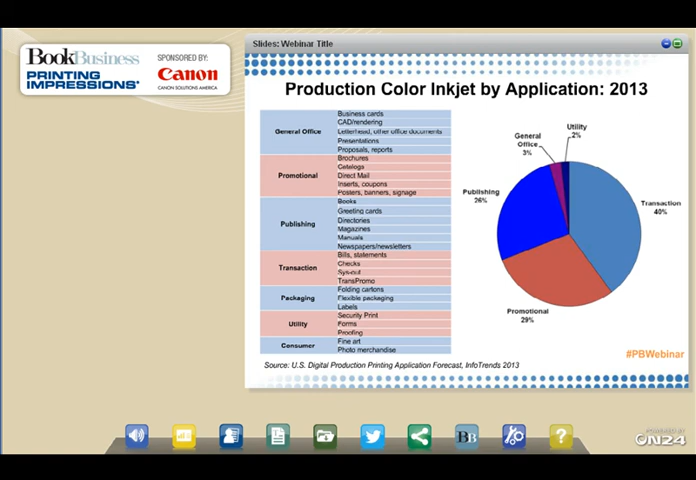 Slides: Webinar Title
BookBusiness
PRINTING
IMPRESSIONS
SPONSORED BY:
Canon
CANON SOLUTIONS AMERICA
Production Color Inkjet by Application: 2013
General Office
Business cards
CAD/rendering
Letterhead, other office documents
Presentations
Proposals, reports
Promotional
Brochures
Catalogs
Direct Mail
Inserts, coupons
Posters, banners, signage
Publishing
Books
Greeting cards
Directories
Magazines
Manuals
Newspapers/newsletters
Transaction
Bills, statements
Checks
Sys-out
TransPromo
Packaging
Folding cartons
Flexible packaging
Labels
Utility
Security Print
Forms
Proofing
Consumer
Fine art
Photo merchandise
Utility
2%
General
Office
3%
Publishing
26%
Transaction
40%
Promotional
29%
#PBWebinar
Source: U.S. Digital Production Printing Application Forecast, InfoTrends 2013
BB
?
POWERED BY
ON24